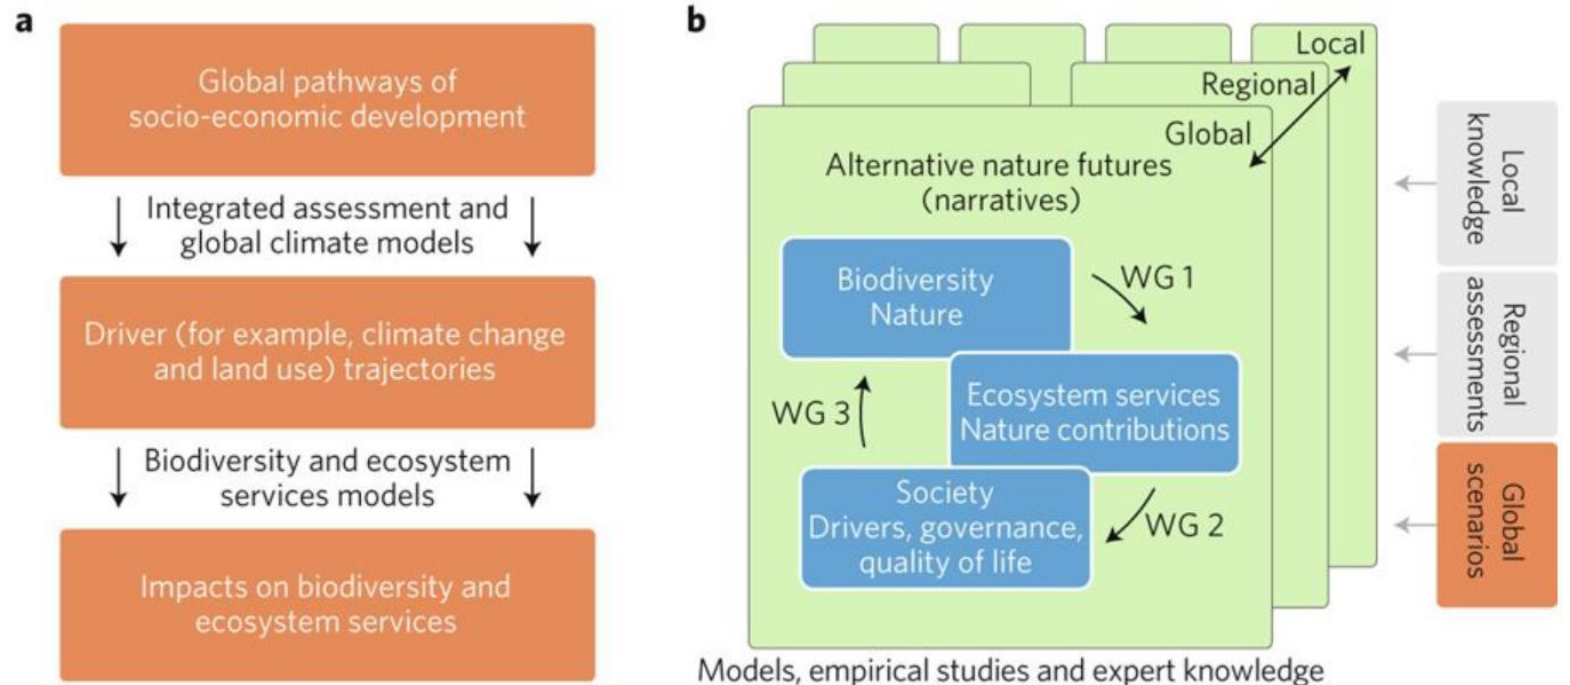 a
Global pathways of
socio-economic development
Integrated assessment and
global climate models
Driver (for example, climate change
and land use) trajectories
Biodiversity and ecosystem
services models
Impacts on biodiversity and
ecosystem services
b
Local
Regional
Global
Alternative nature futures
(narratives)
Biodiversity
Nature
WG 1
Ecosystem services
Nature contributions
WG 3
Society
Drivers, governance,
quality of life
WG 2
Models, empirical studies and expert knowledge
Local
knowledge
Regional
assessments
Global
scenarios